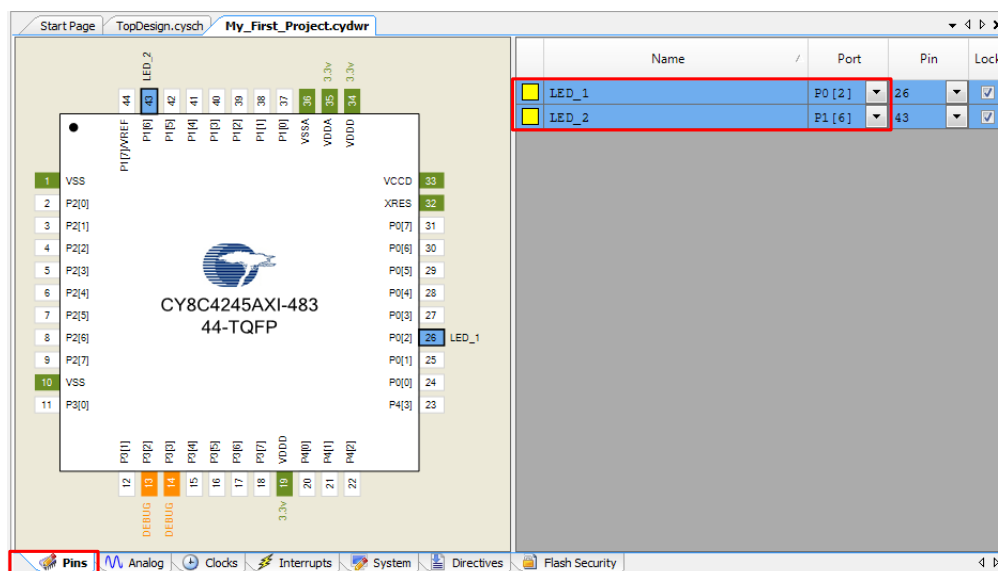 Start Page TopDesign.cysch My_First_Project.cydwr
Name / Port Pin Lock
LED_1 P0[2] 26
LED_2 P1[6] 43
LED_2 3.3v 3.3v
44 43 42 41 40 39 38 37 36 35 34
P1[7]/VREF P1[6] P1[5] P1[4] P1[3] P1[2] P1[1] P1[0] VSSA VDDA VDDD
1 VSS VCCD 33
2 P2[0] XRES 32
3 P2[1] P0[7] 31
4 P2[2] P0[6] 30
5 P2[3] P0[5] 29
6 P2[4] P0[4] 28
7 P2[5] P0[3] 27
8 P2[6] P0[2] 26 LED_1
9 P2[7] P0[1] 25
10 VSS P0[0] 24
11 P3[0] P4[3] 23
CY8C4245AXI-483
44-TQFP
P3[1] P3[2] P3[3] P3[4] P3[5] P3[6] P3[7] VDDD P4[0] P4[1] P4[2]
12 13 14 15 16 17 18 19 20 21 22
DEBUG DEBUG 3.3v
Pins Analog Clocks Interrupts System Directives Flash Security